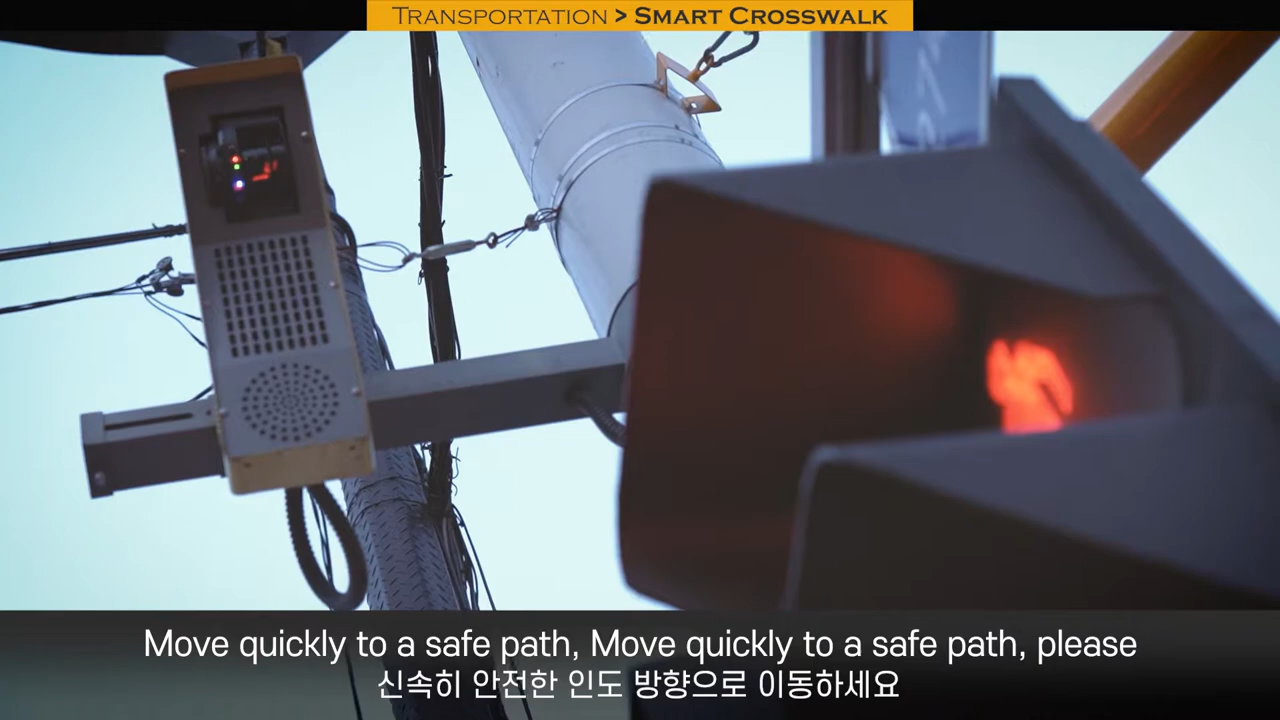 TRANSPORTATION > SMART CROSSWALK
Move quickly to a safe path, Move quickly to a safe path, please
신속히 안전한 인도 방향으로 이동하세요